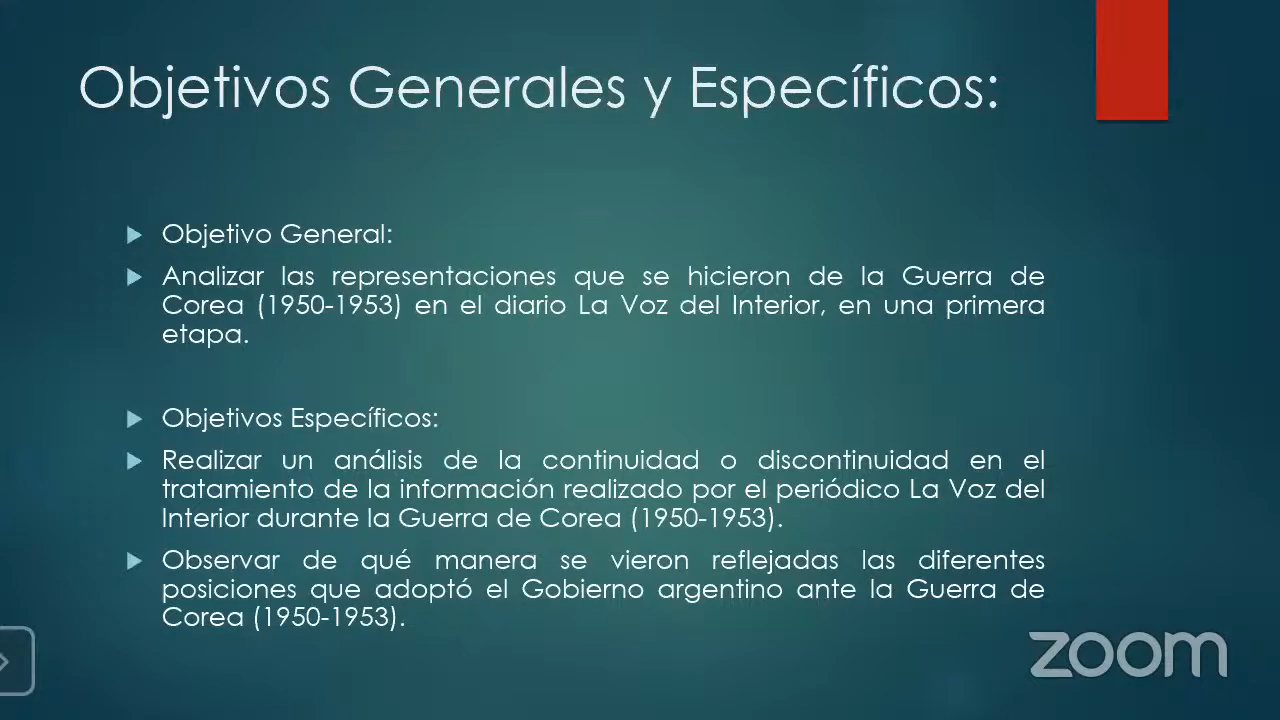 Objetivos Generales y Específicos:
Objetivo General:
Analizar las representaciones que se hicieron de la Guerra de
Corea (1950-1953) en el diario La Voz del Interior, en una primera
etapa.
Objetivos Específicos:
Realizar un análisis de la continuidad o discontinuidad en el
tratamiento de la información realizado por el periódico La Voz del
Interior durante la Guerra de Corea (1950-1953).
Observar de qué manera se vieron reflejadas las diferentes
posiciones que adoptó el Gobierno argentino ante la Guerra de
Corea (1950-1953).
zoom